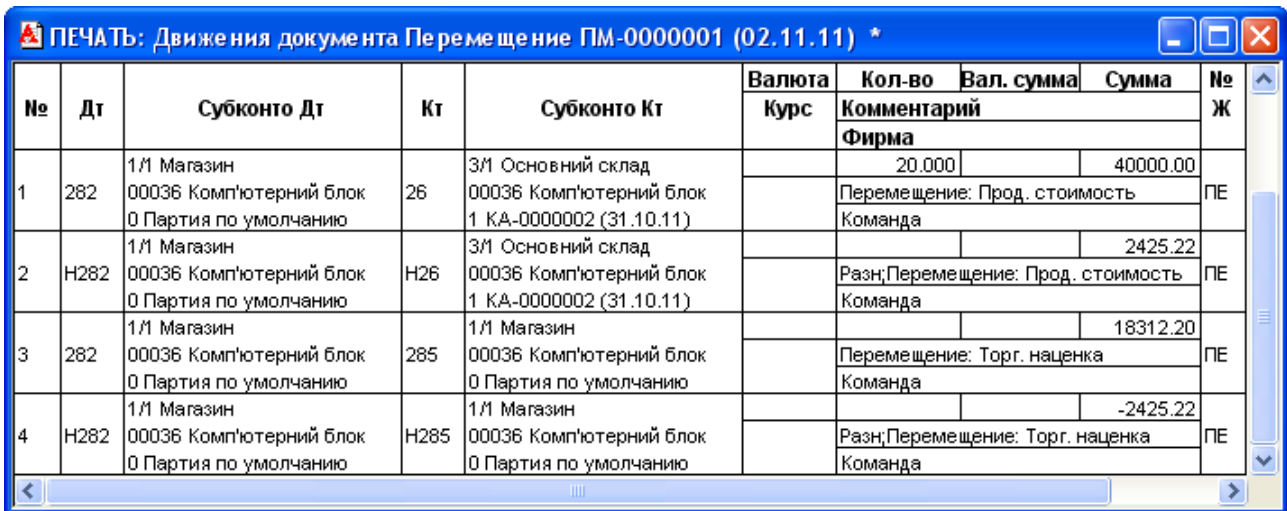 ПЕЧАТЬ: Движения документа Перемещение ПМ-0000001 (02.11.11) *
№ Дт Субконто Дт Кт Субконто Кт Валюта Кол-во Вал. сумма Сумма №
Курс Комментарий Ж
Фирма
1/1 Магазин 3/1 Основний склад 20.000 40000.00
1 282 00036 Комп'ютерний блок 26 00036 Комп'ютерний блок Перемещение: Прод. стоимость ПЕ
0 Партия по умолчанию 1 КА-0000002 (31.10.11) Команда
1/1 Магазин 3/1 Основний склад 2425.22
2 Н282 00036 Комп'ютерний блок Н26 00036 Комп'ютерний блок Разн;Перемещение: Прод. стоимость ПЕ
0 Партия по умолчанию 1 КА-0000002 (31.10.11) Команда
1/1 Магазин 1/1 Магазин 18312.20
3 282 00036 Комп'ютерний блок 285 00036 Комп'ютерний блок Перемещение: Торг. наценка ПЕ
0 Партия по умолчанию 0 Партия по умолчанию Команда
1/1 Магазин 1/1 Магазин -2425.22
4 Н282 00036 Комп'ютерний блок Н285 00036 Комп'ютерний блок Разн;Перемещение: Торг. наценка ПЕ
0 Партия по умолчанию 0 Партия по умолчанию Команда